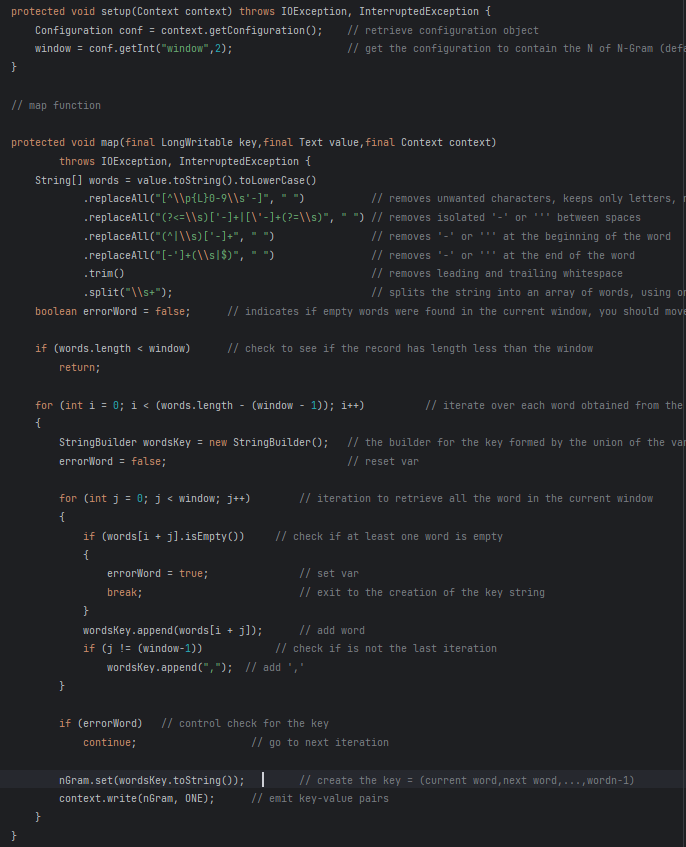 protected void setup(Context context) throws IOException, InterruptedException {
    Configuration conf = context.getConfiguration();    // retrieve configuration object
    window = conf.getInt("window",2);                   // get the configuration to contain the N of N-Gram (defa
}

// map function

protected void map(final LongWritable key,final Text value,final Context context)
        throws IOException, InterruptedException {
    String[] words = value.toString().toLowerCase()
            .replaceAll("[^\\p{L}0-9\\s'-]", " ")           // removes unwanted characters, keeps only letters,
            .replaceAll("(?<=\\s)['-]+|[\'-]+(?=\\s)", " ") // removes isolated '-' or ''' between spaces
            .replaceAll("(^|\\s)['-]+", " ")                // removes '-' or ''' at the beginning of the word
            .replaceAll("[-']+(\\s|$)", " ")                // removes '-' or ''' at the end of the word
            .trim()                                         // removes leading and trailing whitespace
            .split("\\s+");                                 // splits the string into an array of words, using on
    boolean errorWord = false;      // indicates if empty words were found in the current window, you should move
    if (words.length < window)      // check to see if the record has length less than the window
        return;

    for (int i = 0; i < (words.length - (window - 1)); i++)          // iterate over each word obtained from the
    {
        StringBuilder wordsKey = new StringBuilder();   // the builder for the key formed by the union of the var
        errorWord = false;                              // reset var

        for (int j = 0; j < window; j++)        // iteration to retrieve all the word in the current window
        {
            if (words[i + j].isEmpty())     // check if at least one word is empty
            {
                errorWord = true;               // set var
                break;                          // exit to the creation of the key string
            }
            wordsKey.append(words[i + j]);      // add word
            if (j != (window-1))            // check if is not the last iteration
                wordsKey.append(",");  // add ','
        }

        if (errorWord)   // control check for the key
            continue;                   // go to next iteration

        nGram.set(wordsKey.toString());         // create the key = (current word,next word,...,wordn-1)
        context.write(nGram, ONE);      // emit key-value pairs
    }
}